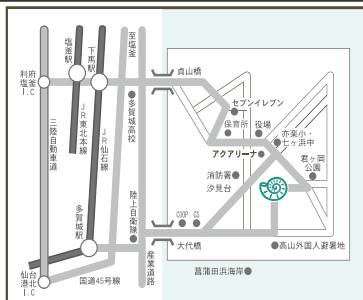 塩釜駅
下馬駅
至塩釜
利府
塩釜
I.C
貞山橋
セブンイレブン
保育所
役場
亦楽小・
七ヶ浜中
多賀城高校
JR東北本線
JR仙石線
三陸自動車道
アクアリーナ
君ヶ岡
公園
消防署
汐見台
多賀城駅
陸上自衛隊
COOP
GS
大代橋
高山外国人避暑地
産業道路
仙台
港北
I.C
国道45号線
菖蒲田浜海岸